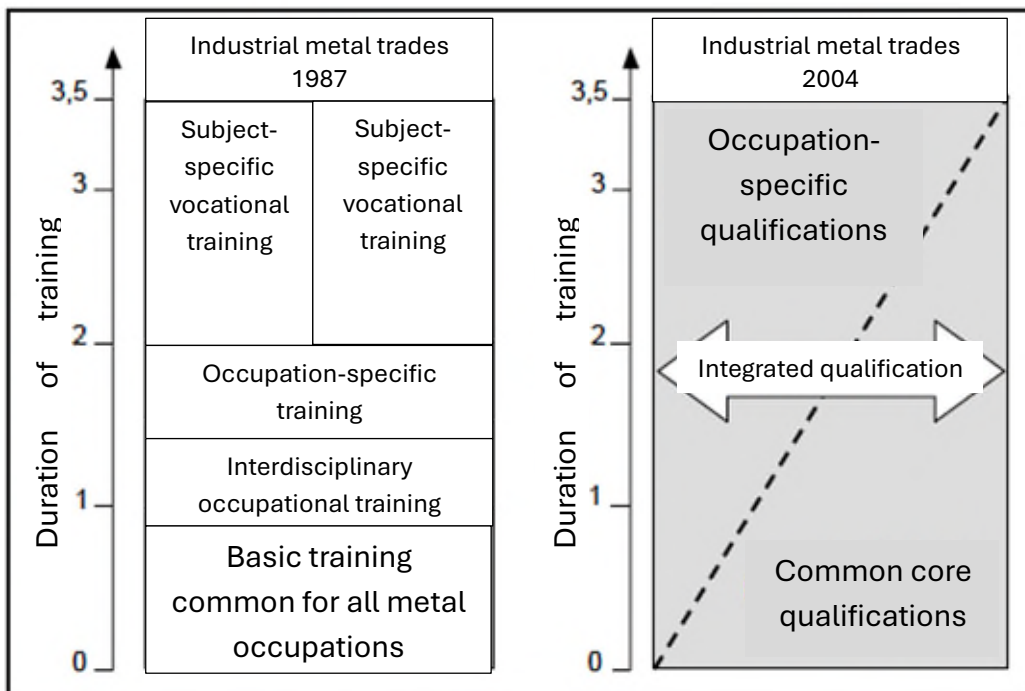 Industrial metal trades
1987
3,5
3
2
1
0
Duration of training
Subject-
specific
vocational
training
Subject-
specific
vocational
training
Occupation-specific
training
Interdisciplinary
occupational training
Basic training
common for all metal
occupations
Industrial metal trades
2004
3,5
3
2
1
0
Duration of training
Occupation-
specific
qualifications
Integrated qualification
Common core
qualifications